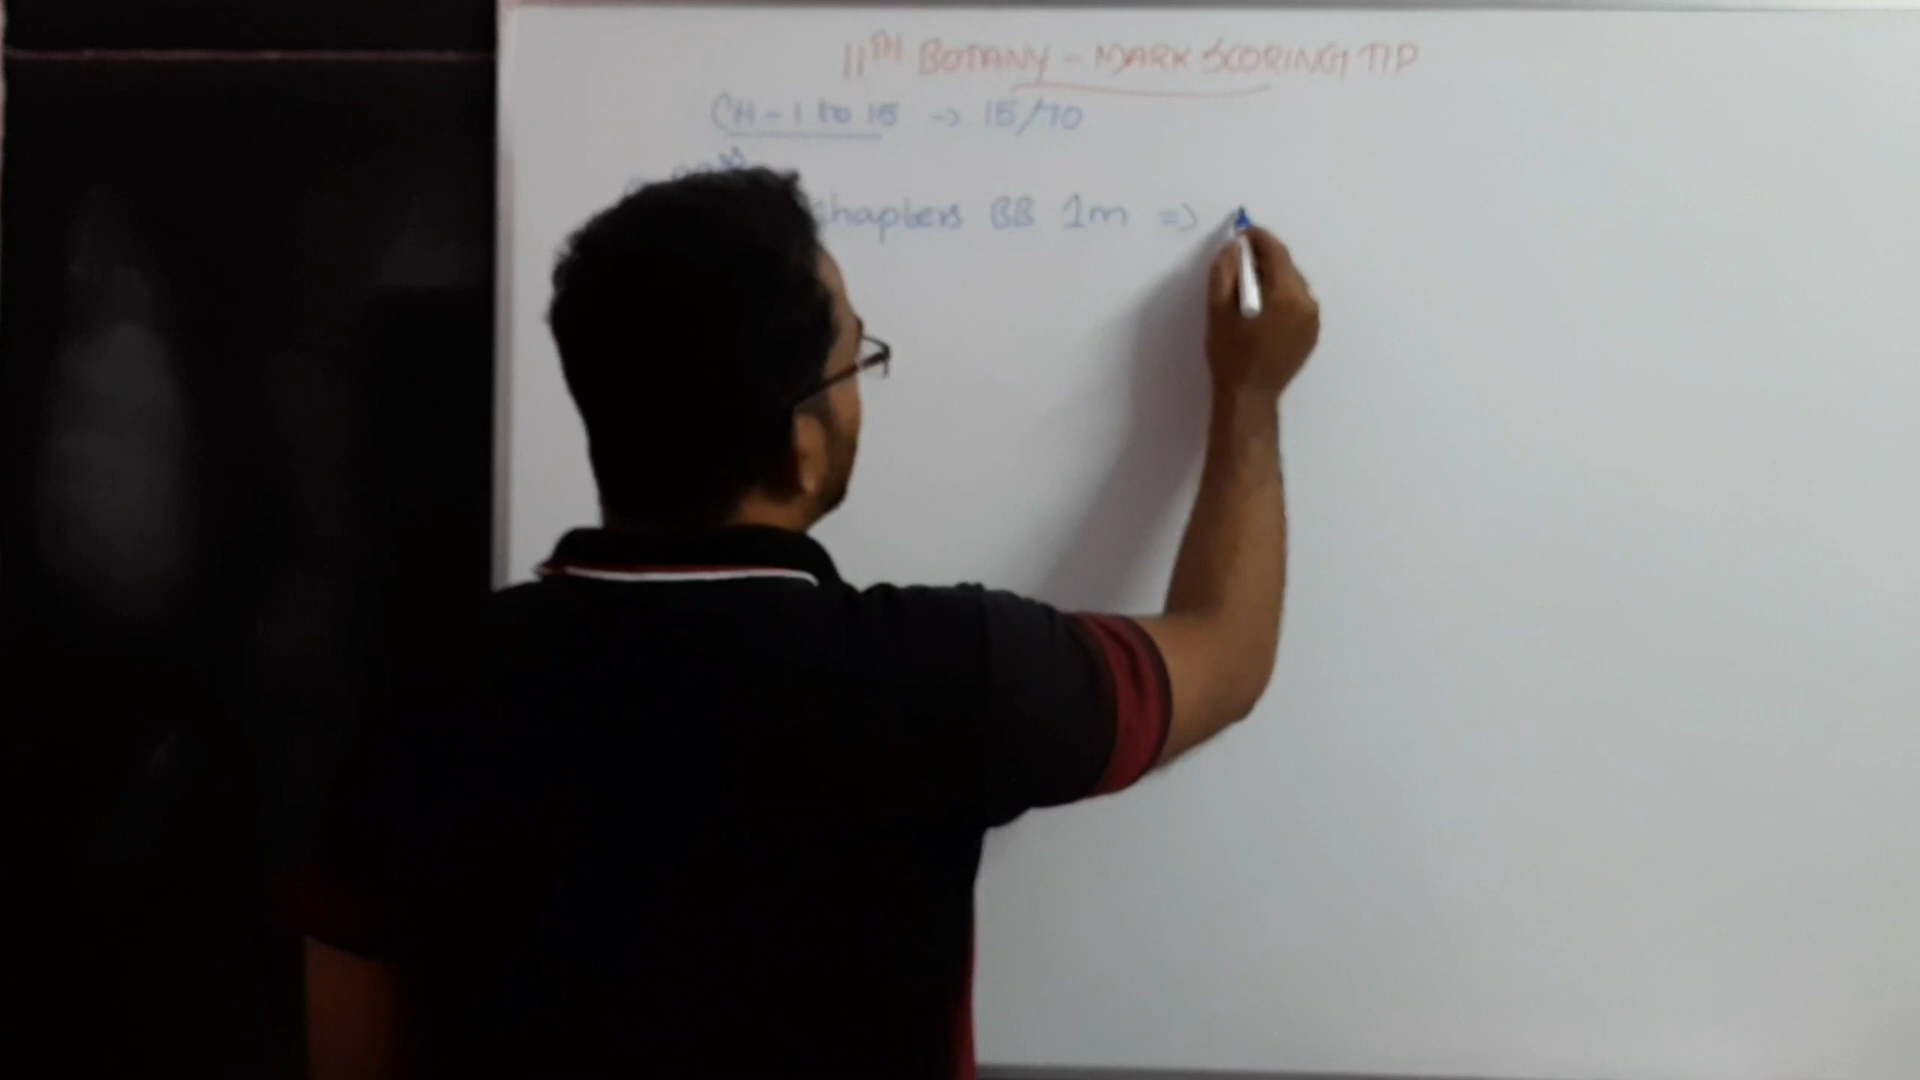 11TH BOTANY - MARK SCORING TIP
CH - 1 to 15 → 15/70
Chapters BB 1m ⇒